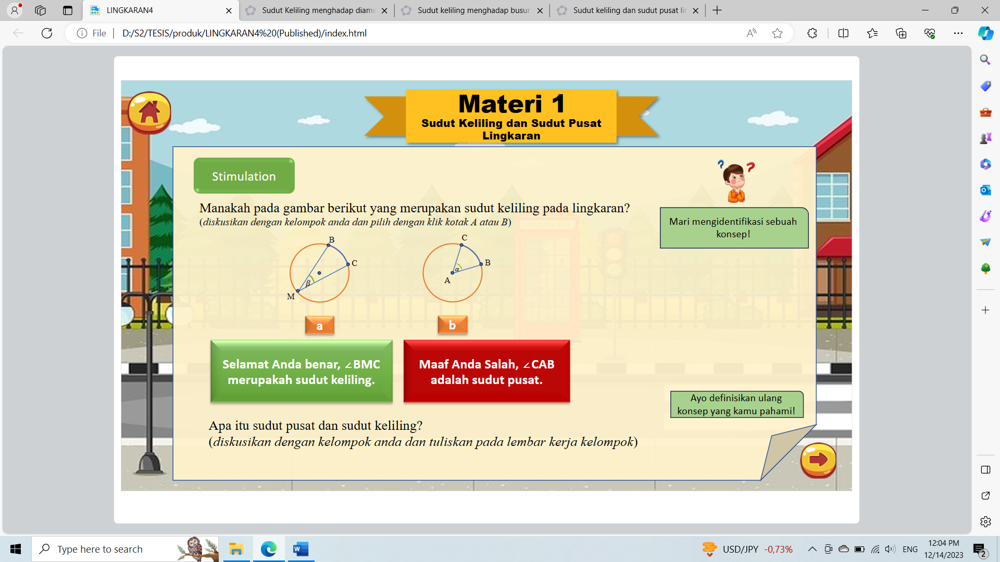 LINGKARAN4
Sudut Keliling menghadap diame
Sudut keliling menghadap busur
Sudut keliling dan sudut pusat lin
File
D:/S2/TESIS/produk/LINGKARAN4%20(Published)/index.html
Materi 1
Sudut Keliling dan Sudut Pusat
Lingkaran
Stimulation
Manakah pada gambar berikut yang merupakan sudut keliling pada lingkaran?
(diskusikan dengan kelompok anda dan pilih dengan klik kotak A atau B)
TELEPHONE
? ?
Mari mengidentifikasi sebuah
konsep!
B
C
β
M
C
B
α
A
a
b
Selamat Anda benar, ∠BMC
merupakah sudut keliling.
Maaf Anda Salah, ∠CAB
adalah sudut pusat.
Ayo definisikan ulang
konsep yang kamu pahami!
Apa itu sudut pusat dan sudut keliling?
(diskusikan dengan kelompok anda dan tuliskan pada lembar kerja kelompok)
Type here to search
USD/JPY -0,73%
ENG
12:04 PM
12/14/2023
2